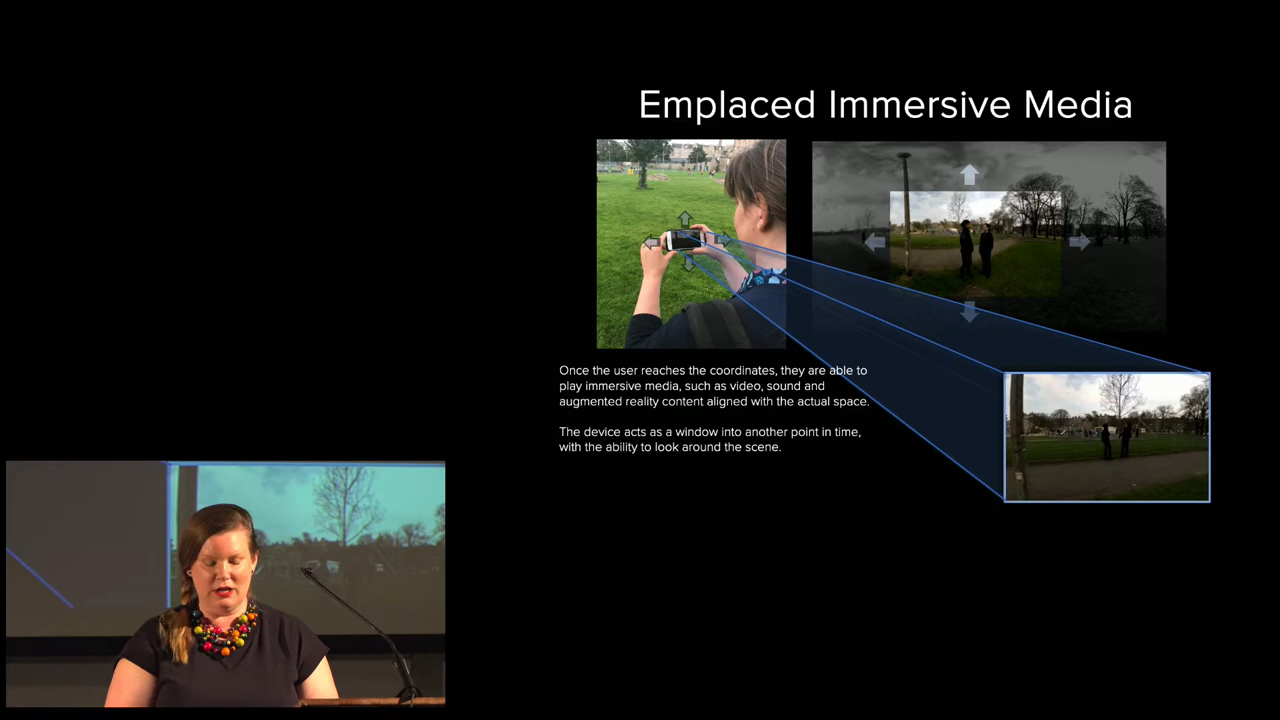 Emplaced Immersive Media
Once the user reaches the coordinates, they are able to
play immersive media, such as video, sound and
augmented reality content aligned with the actual space.
The device acts as a window into another point in time,
with the ability to look around the scene.